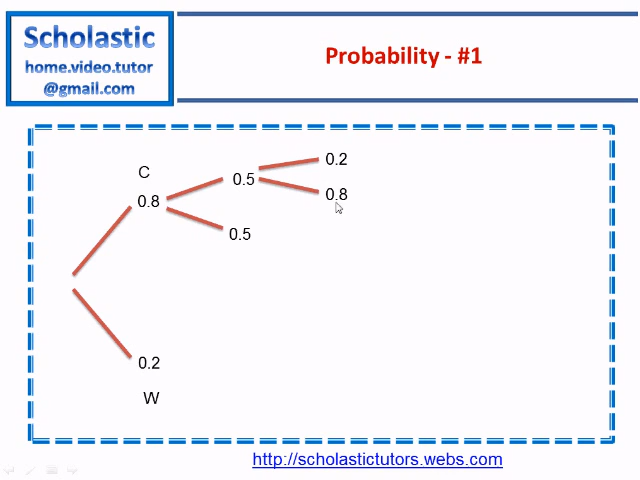 Scholastic
home.video.tutor
@gmail.com
Probability - #1
C
0.8
0.5
0.2
0.8
0.5
0.2
W
http://scholastictutors.webs.com